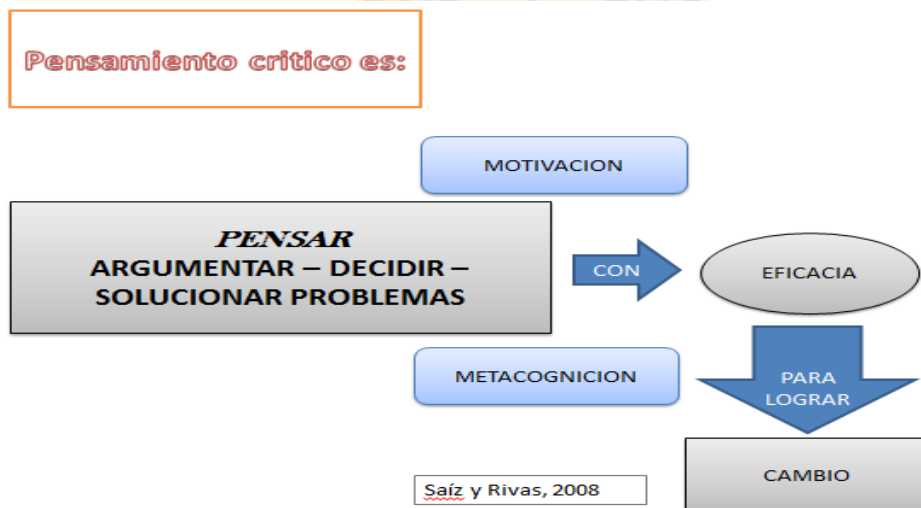 Pensamiento critico es:
MOTIVACION
PENSAR
ARGUMENTAR – DECIDIR –
SOLUCIONAR PROBLEMAS
CON
EFICACIA
METACOGNICION
PARA
LOGRAR
CAMBIO
Saíz y Rivas, 2008